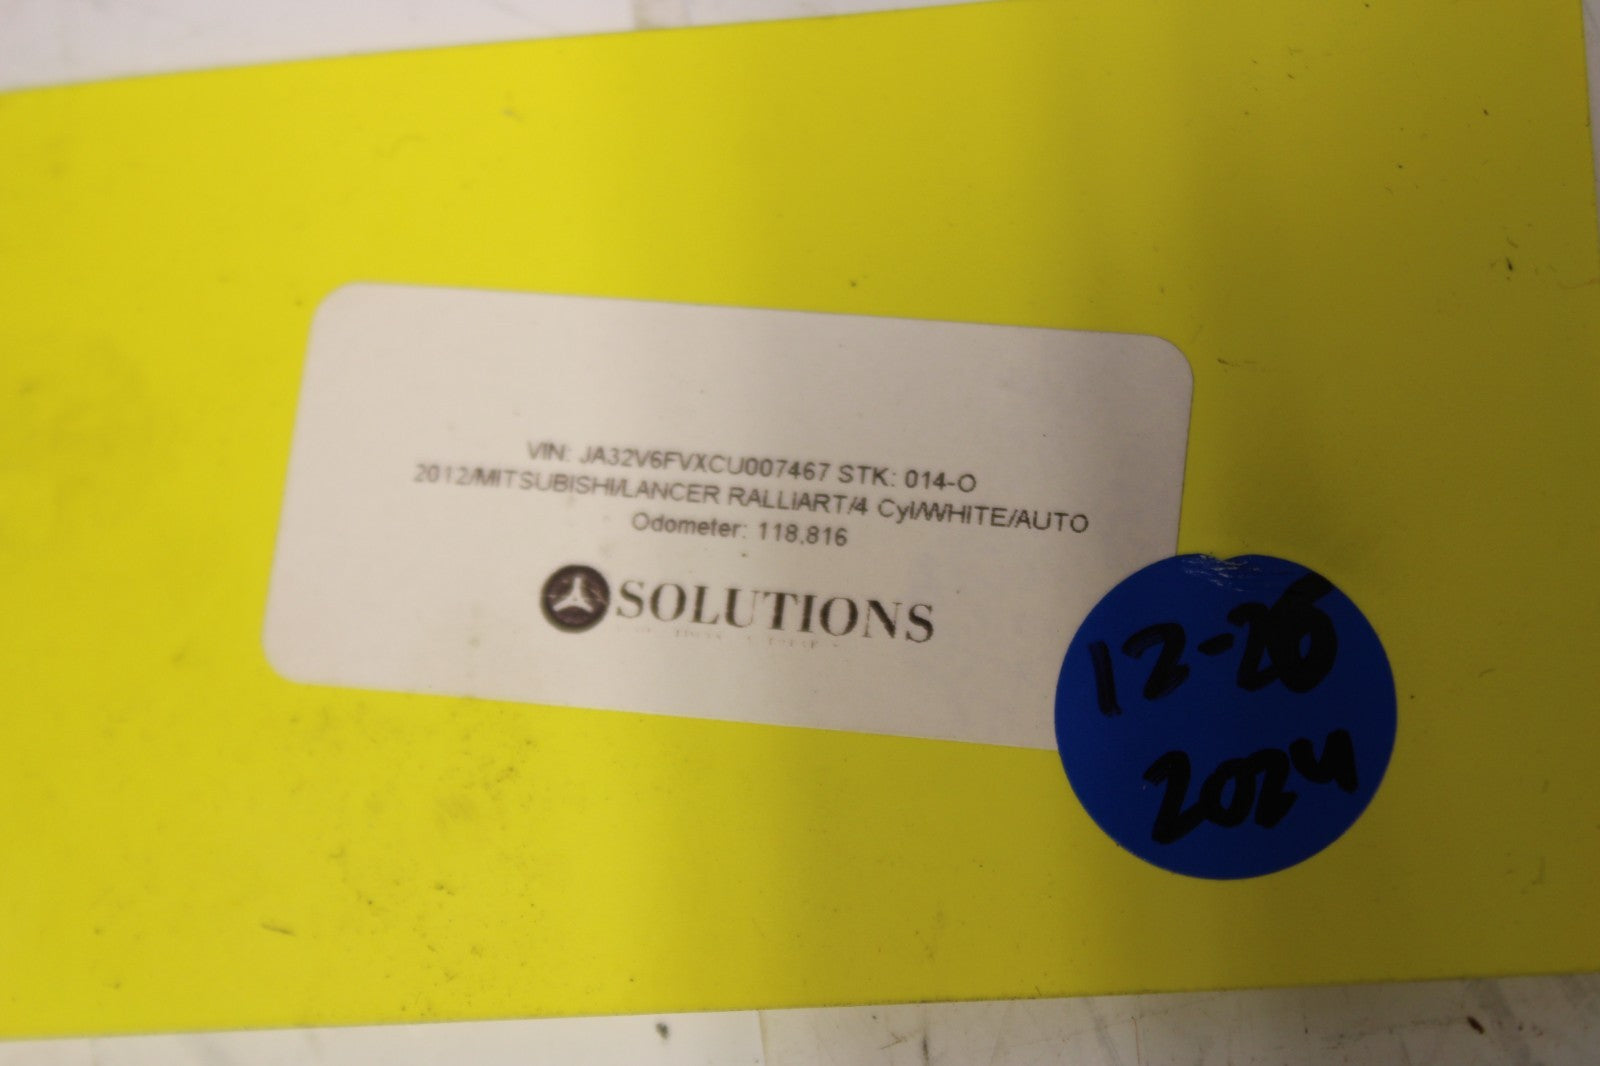 VIN: JA32V6FVXCU007467 STK: 014-O
2012/MITSUBISHI/LANCER RALLIART/4 Cyl/WHITE//AUTO
Odometer: 118,816
SOLUTIONS
12-26
2024